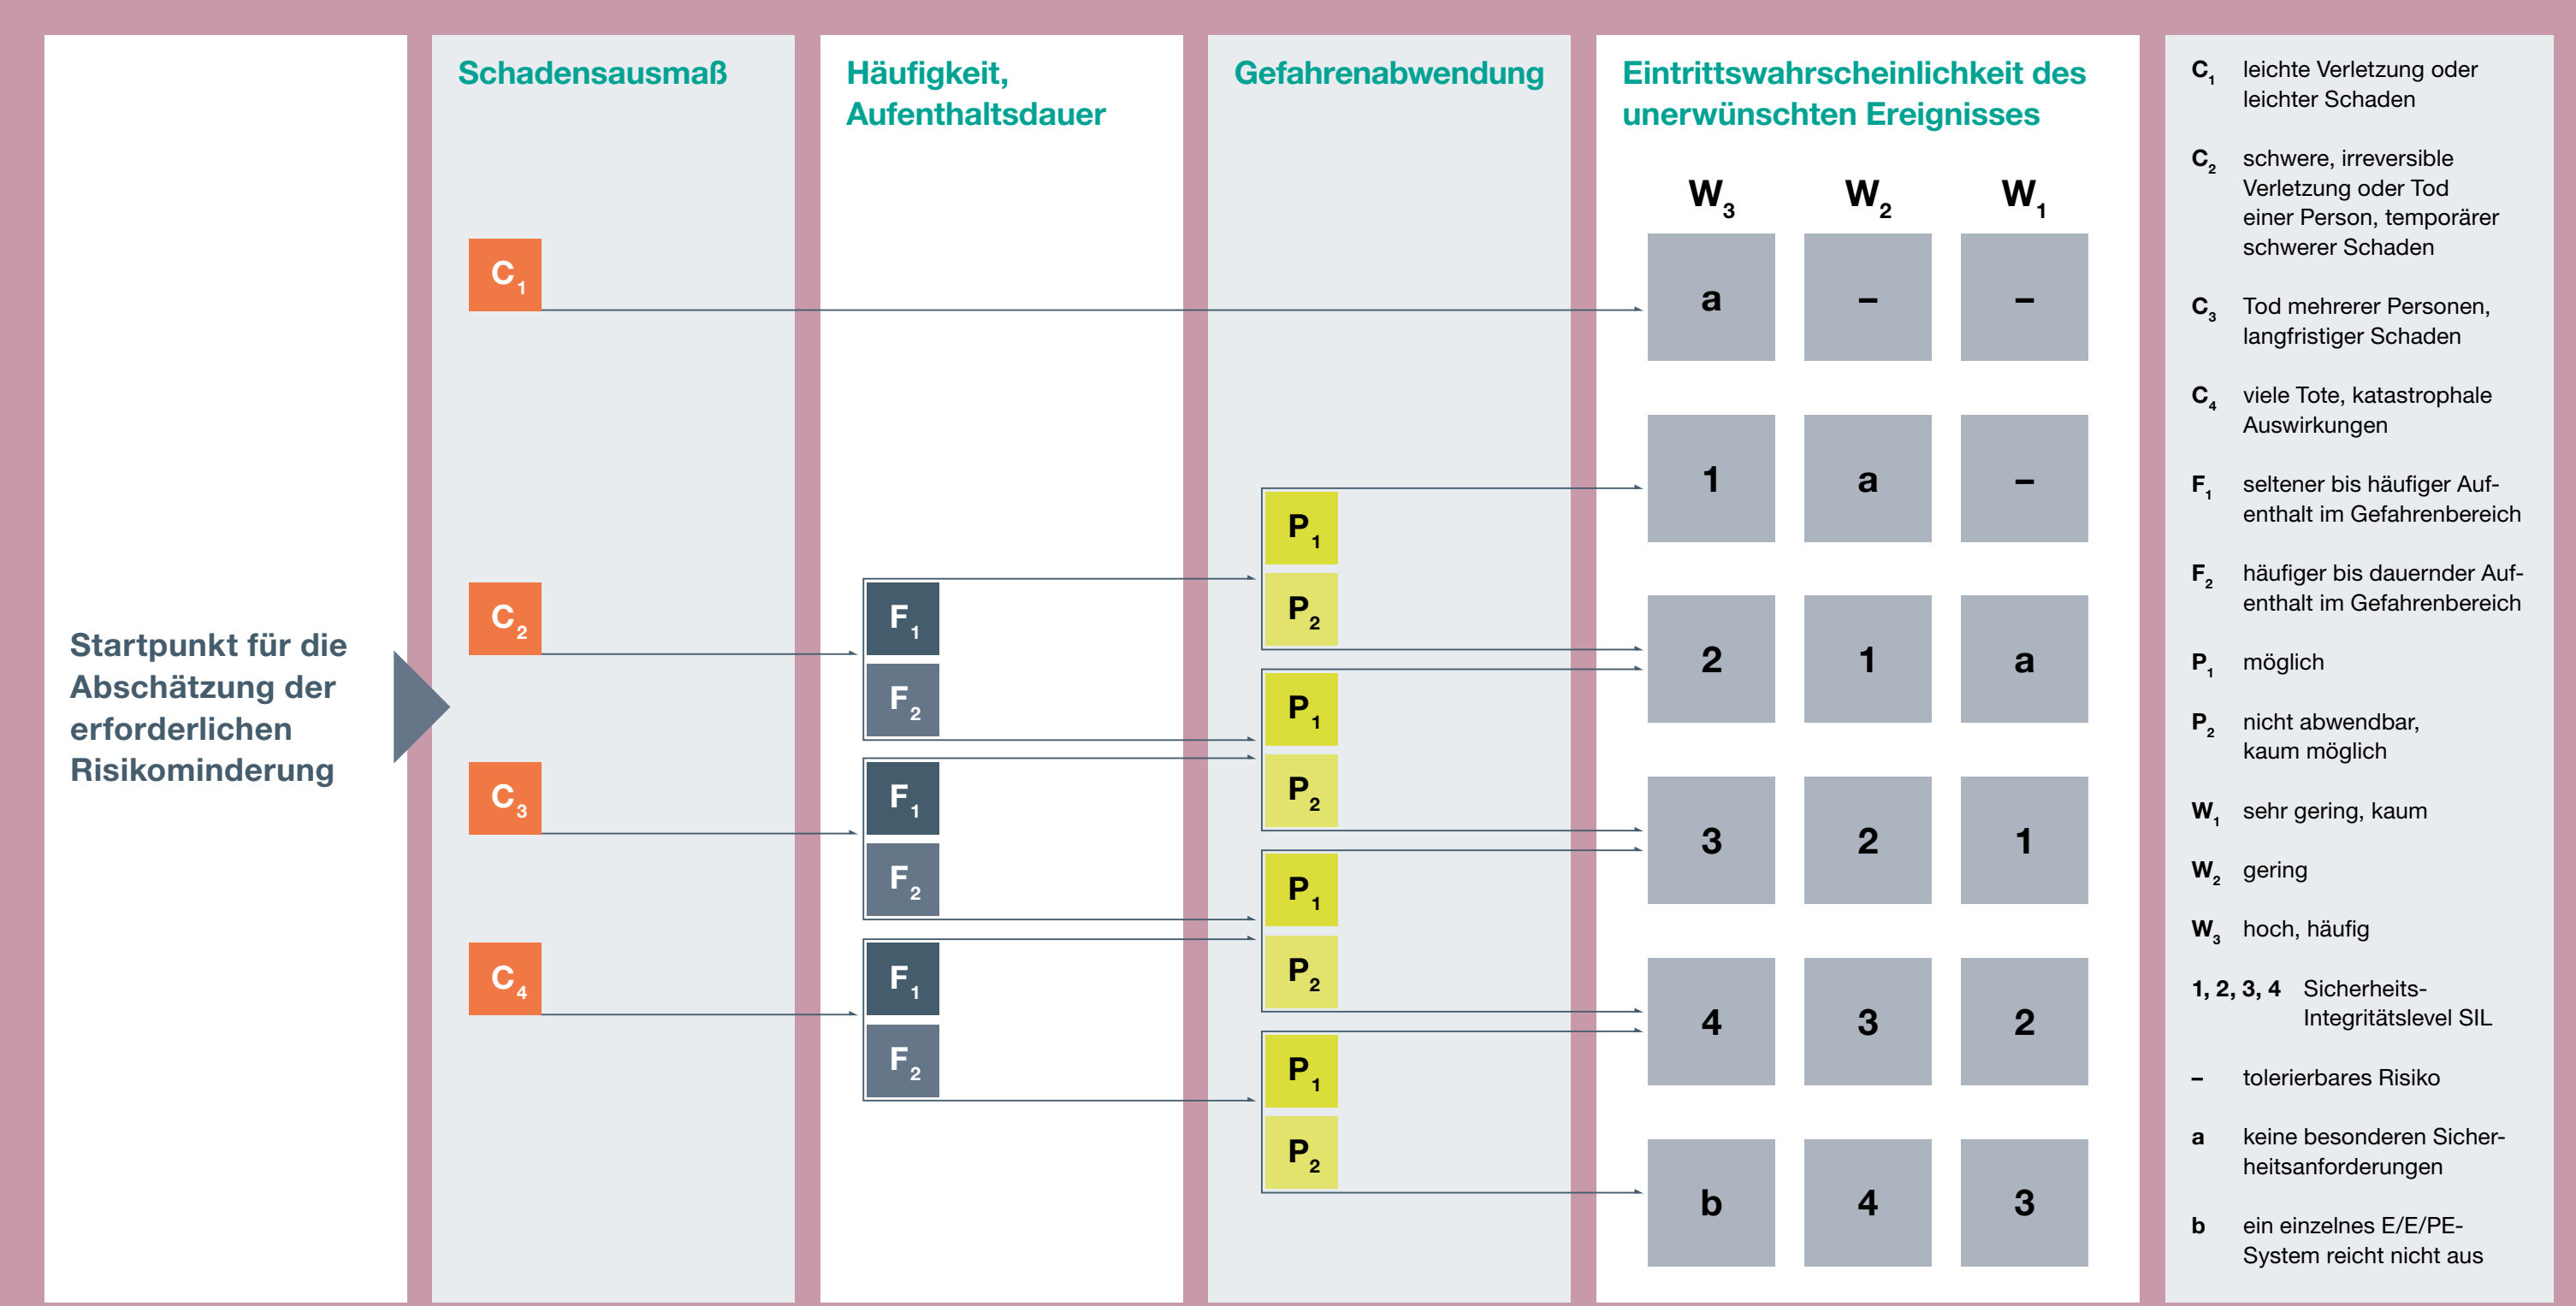 Startpunkt für die
Abschätzung der
erforderlichen
Risikominderung
Schadensausmaß
C₁
C₂
C₃
C₄
Häufigkeit,
Aufenthaltsdauer
F₁
F₂
F₁
F₂
F₁
F₂
Gefahrenabwendung
P₁
P₂
P₁
P₂
P₁
P₂
P₁
P₂
Eintrittswahrscheinlichkeit des
unerwünschten Ereignisses
W₃ W₂ W₁
a – –
1 a –
2 1 a
3 2 1
4 3 2
b 4 3
C₁ leichte Verletzung oder
leichter Schaden
C₂ schwere, irreversible
Verletzung oder Tod
einer Person, temporärer
schwerer Schaden
C₃ Tod mehrerer Personen,
langfristiger Schaden
C₄ viele Tote, katastrophale
Auswirkungen
F₁ seltener bis häufiger Auf-
enthalt im Gefahrenbereich
F₂ häufiger bis dauernder Auf-
enthalt im Gefahrenbereich
P₁ möglich
P₂ nicht abwendbar,
kaum möglich
W₁ sehr gering, kaum
W₂ gering
W₃ hoch, häufig
1, 2, 3, 4 Sicherheits-
Integritätslevel SIL
– tolerierbares Risiko
a keine besonderen Sicher-
heitsanforderungen
b ein einzelnes E/E/PE-
System reicht nicht aus